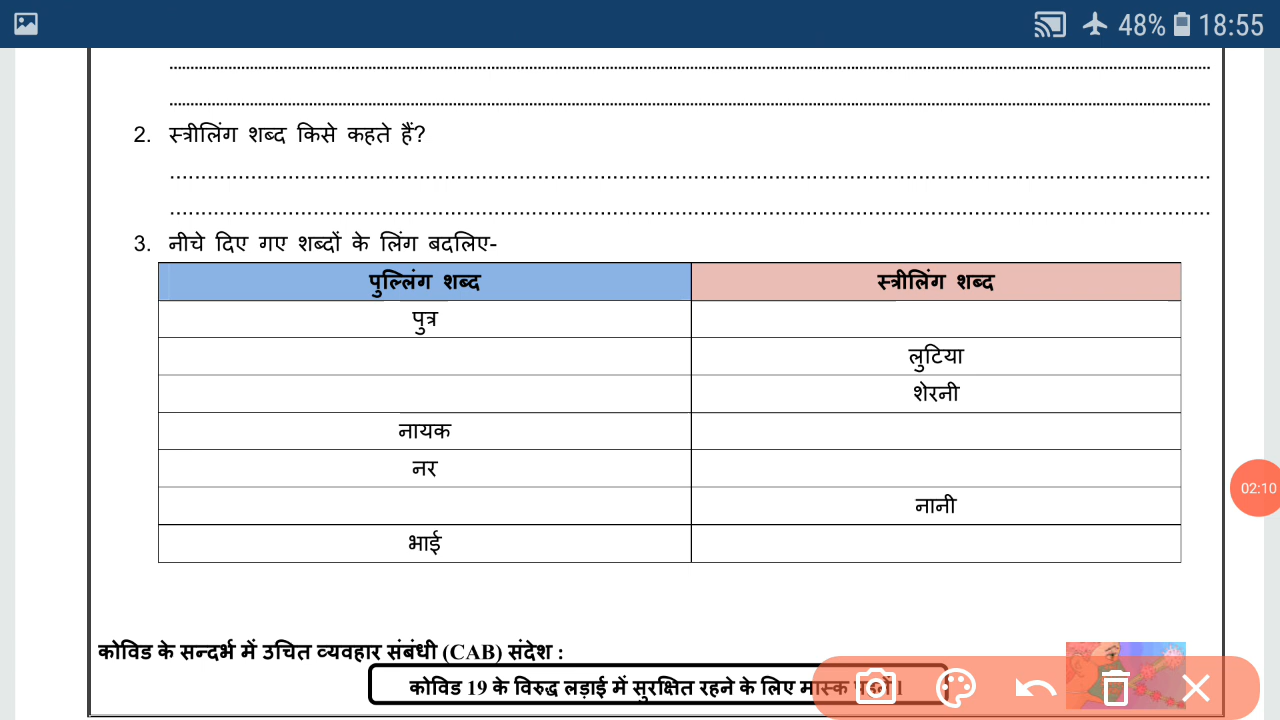 48% 18:55
2. स्त्रीलिंग शब्द किसे कहते हैं?
3. नीचे दिए गए शब्दों के लिंग बदलिए-
पुल्लिंग शब्द स्त्रीलिंग शब्द
पुत्र
लुटिया
शेरनी
नायक
नर
02:10
नानी
भाई
कोविड के सन्दर्भ में उचित व्यवहार संबंधी (CAB) संदेश :
कोविड 19 के विरुद्ध लड़ाई में सुरक्षित रहने के लिए मास्क